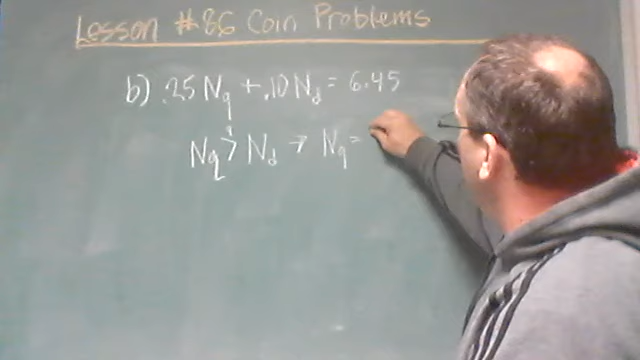 Lesson #86 Coin Problems
b) .25 Nq + .10 Nd = 6.45
Nq > Nd → Nq =